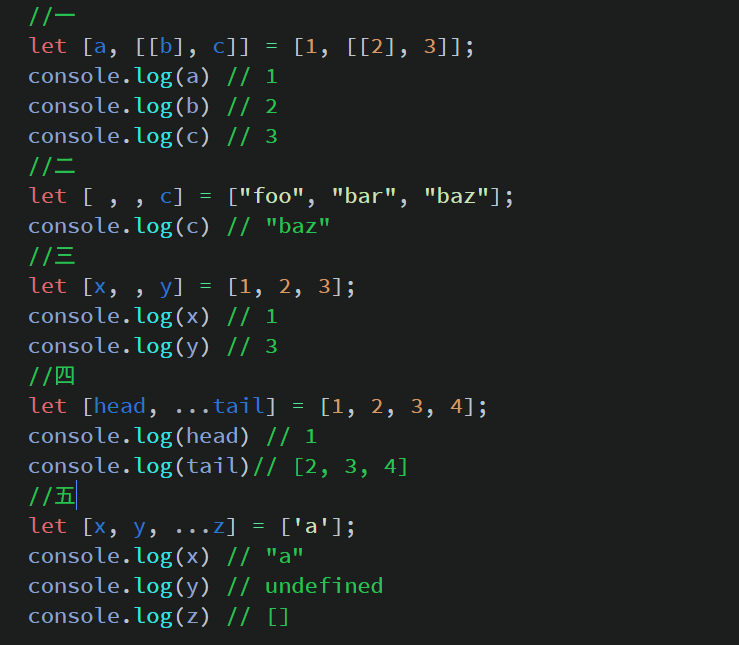 //一
let [a, [[b], c]] = [1, [[2], 3]];
console.log(a) // 1
console.log(b) // 2
console.log(c) // 3
//二
let [ , , c] = ["foo", "bar", "baz"];
console.log(c) // "baz"
//三
let [x, , y] = [1, 2, 3];
console.log(x) // 1
console.log(y) // 3
//四
let [head, ...tail] = [1, 2, 3, 4];
console.log(head) // 1
console.log(tail)// [2, 3, 4]
//五
let [x, y, ...z] = ['a'];
console.log(x) // "a"
console.log(y) // undefined
console.log(z) // []